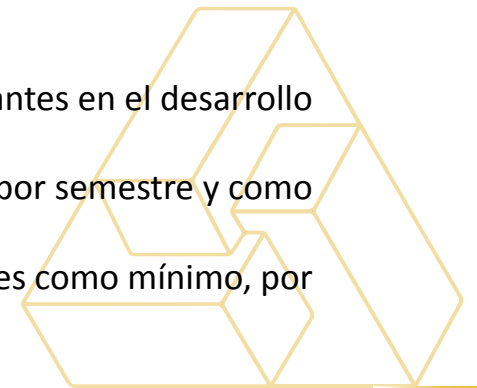 antes en el desarrollo
por semestre y como
es como mínimo, por